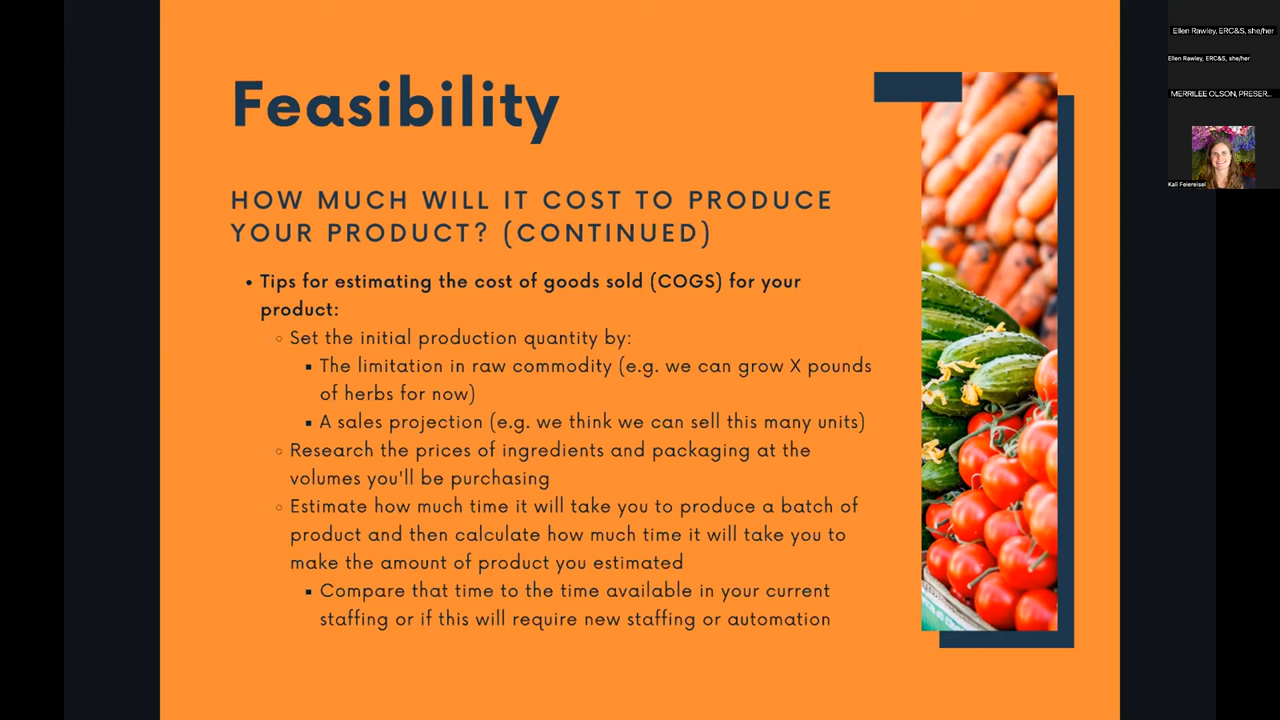 Feasibility
HOW MUCH WILL IT COST TO PRODUCE
YOUR PRODUCT? (CONTINUED)
• Tips for estimating the cost of goods sold (COGS) for your
product:
◦ Set the initial production quantity by:
▪ The limitation in raw commodity (e.g. we can grow X pounds
of herbs for now)
▪ A sales projection (e.g. we think we can sell this many units)
◦ Research the prices of ingredients and packaging at the
volumes you'll be purchasing
◦ Estimate how much time it will take you to produce a batch of
product and then calculate how much time it will take you to
make the amount of product you estimated
▪ Compare that time to the time available in your current
staffing or if this will require new staffing or automation
Ellen Rawley, ERC&S, she/her
Ellen Rawley, ERC&S, she/her
MERRILEE OLSON, PRESER...
Kali Feiereisel